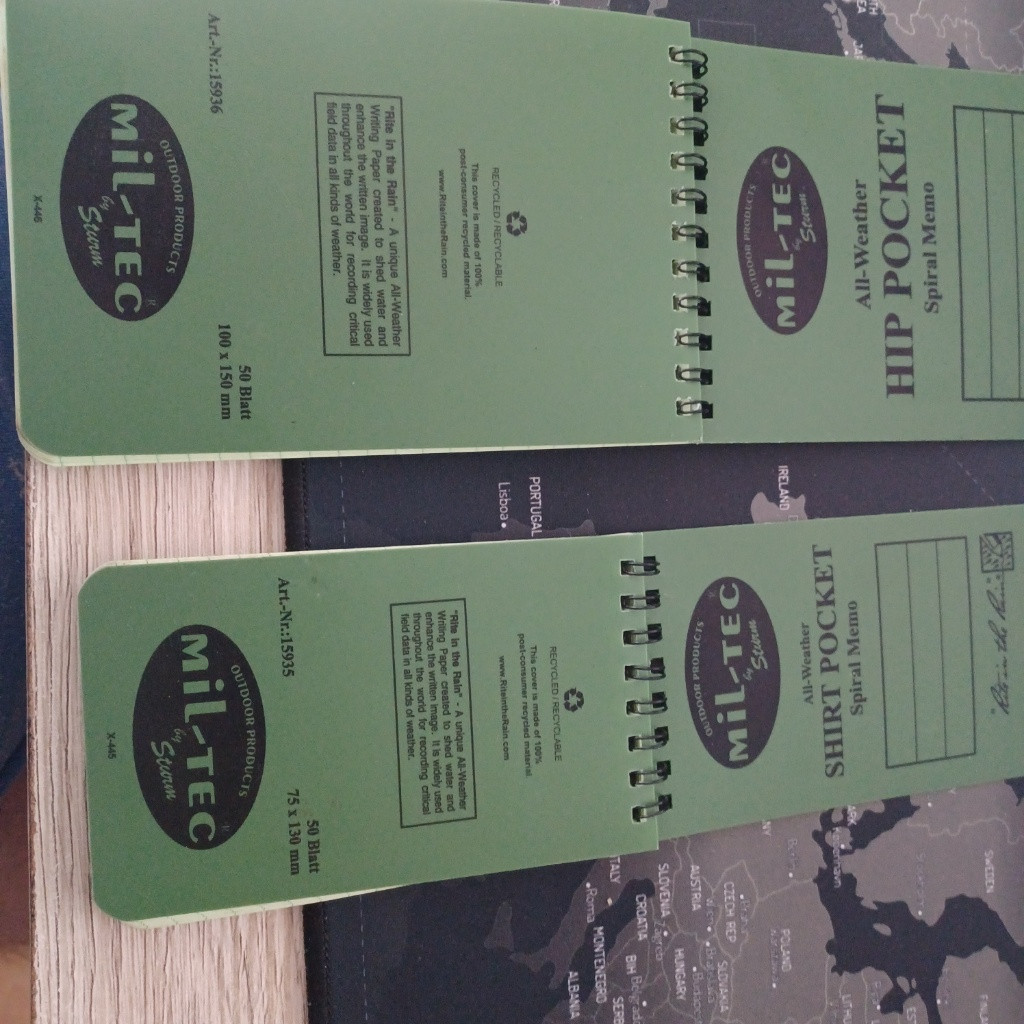 All-Weather
HIP POCKET
Spiral Memo
OUTDOOR PRODUCTS
MiL-TEC ®
by Sturm
RECYCLED / RECYCLABLE
This cover is made of 100%
post-consumer recycled material.
www.RiteintheRain.com
"Rite in the Rain" - A unique All-Weather
Writing Paper created to shed water and
enhance the written image. It is widely used
throughout the world for recording critical
field data in all kinds of weather.
Art.-Nr.:15936
50 Blatt
100 x 150 mm
OUTDOOR PRODUCTS
MiL-TEC ®
by Sturm
X-446
"Rite in the Rain"
All-Weather
SHIRT POCKET
Spiral Memo
OUTDOOR PRODUCTS
MiL-TEC
by Sturm
RECYCLED / RECYCLABLE
This cover is made of 100%
post-consumer recycled material
www.RiteintheRain.com
"Rite in the Rain" - A unique All-Weather
Writing Paper created to shed water and
enhance the written image. It is widely used
throughout the world for recording critical
field data in all kinds of weather.
Art.-Nr.:15935
50 Blatt
75 x 130 mm
OUTDOOR PRODUCTS
MiL-TEC ®
by Sturm
X-445
IRELAND
PORTUGAL
Lisboa
SWEDEN
POLAND
CZECH REP
SLOVAKIA
AUSTRIA
HUNGARY
SLOVENIA
CROATIA
Zagreb
BIH
ITALY
Roma
MONTENEGRO
ALBANIA